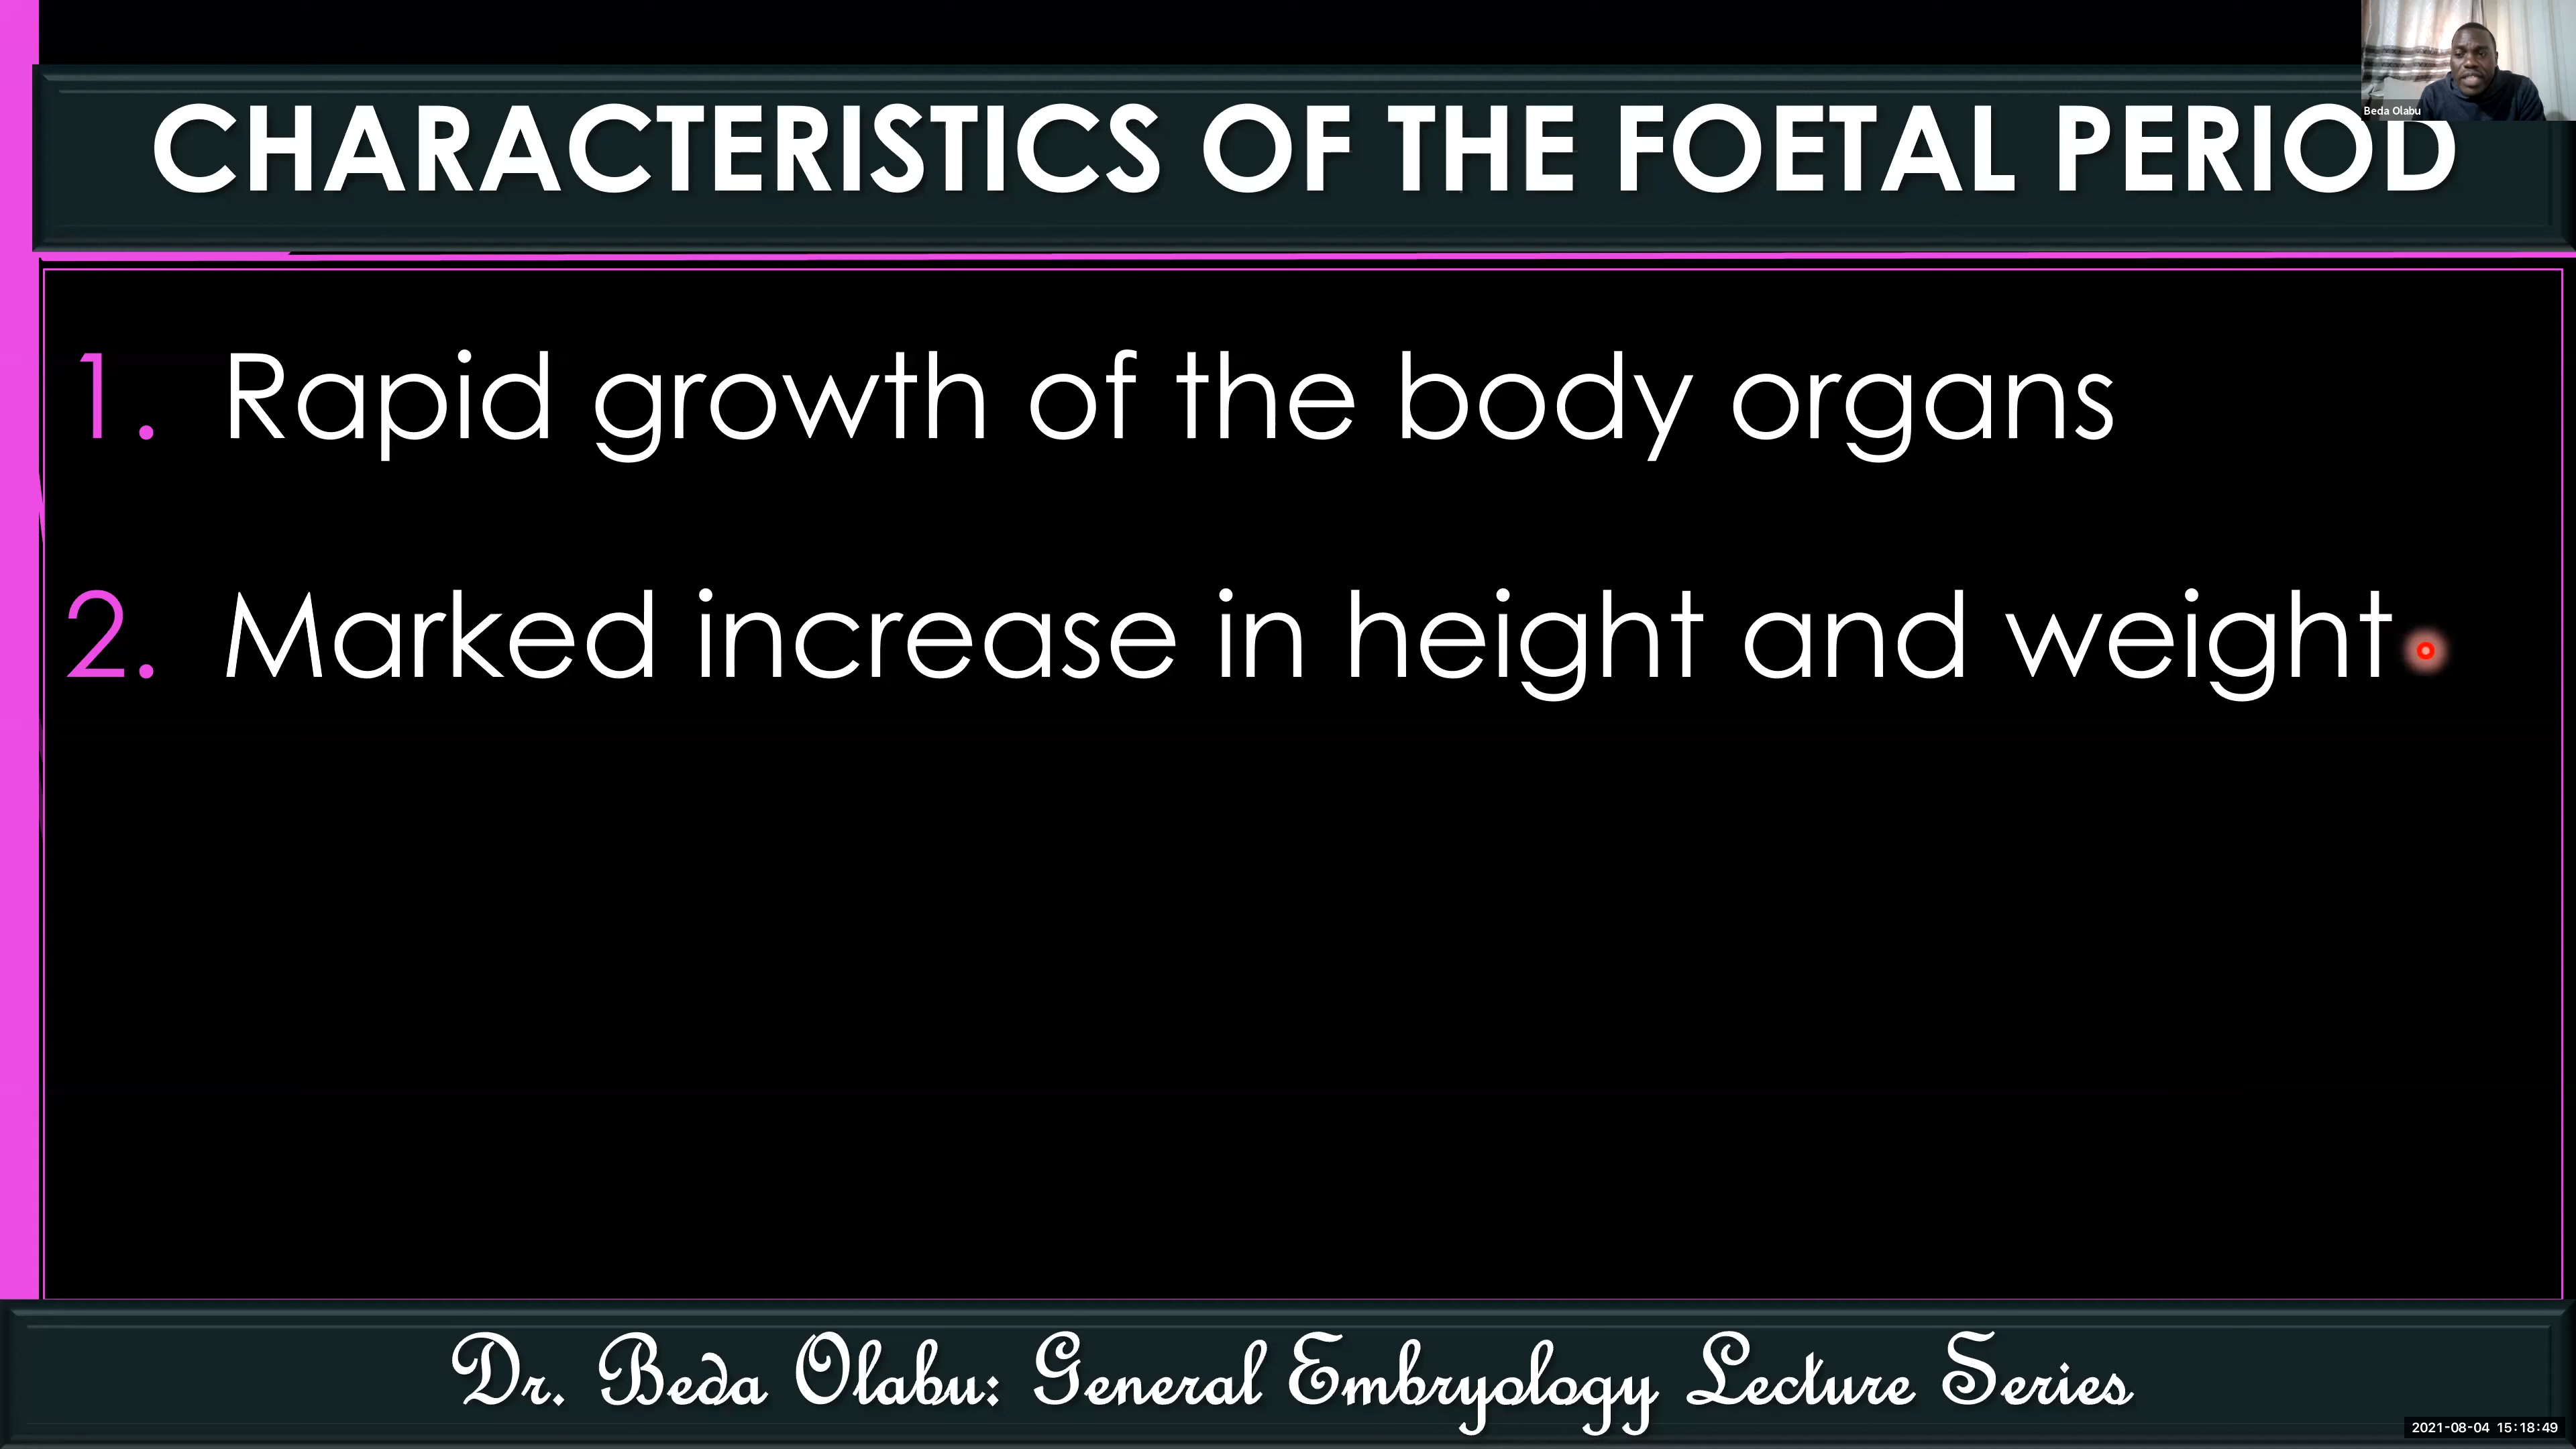 Beda Olabu
CHARACTERISTICS OF THE FOETAL PERIOD
1. Rapid growth of the body organs
2. Marked increase in height and weight
Dr. Beda Olabu: General Embryology Lecture Series
2021-08-04 15:18:49